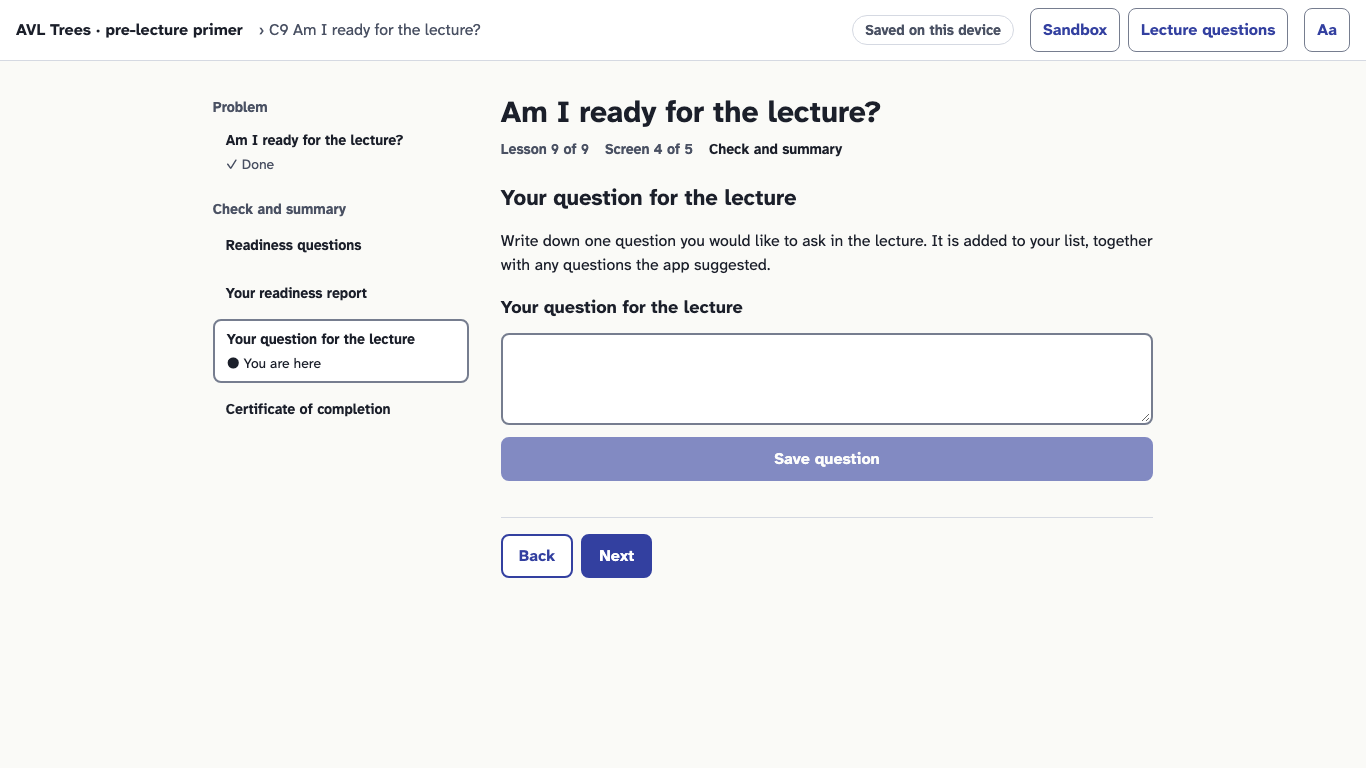 AVL Trees · pre-lecture primer › C9 Am I ready for the lecture? Saved on this device Sandbox Lecture questions Aa
Problem
Am I ready for the lecture?
✓ Done
Check and summary
Readiness questions
Your readiness report
Your question for the lecture
● You are here
Certificate of completion
Am I ready for the lecture?
Lesson 9 of 9 Screen 4 of 5 Check and summary
Your question for the lecture
Write down one question you would like to ask in the lecture. It is added to your list, together
with any questions the app suggested.
Your question for the lecture
Save question
Back Next